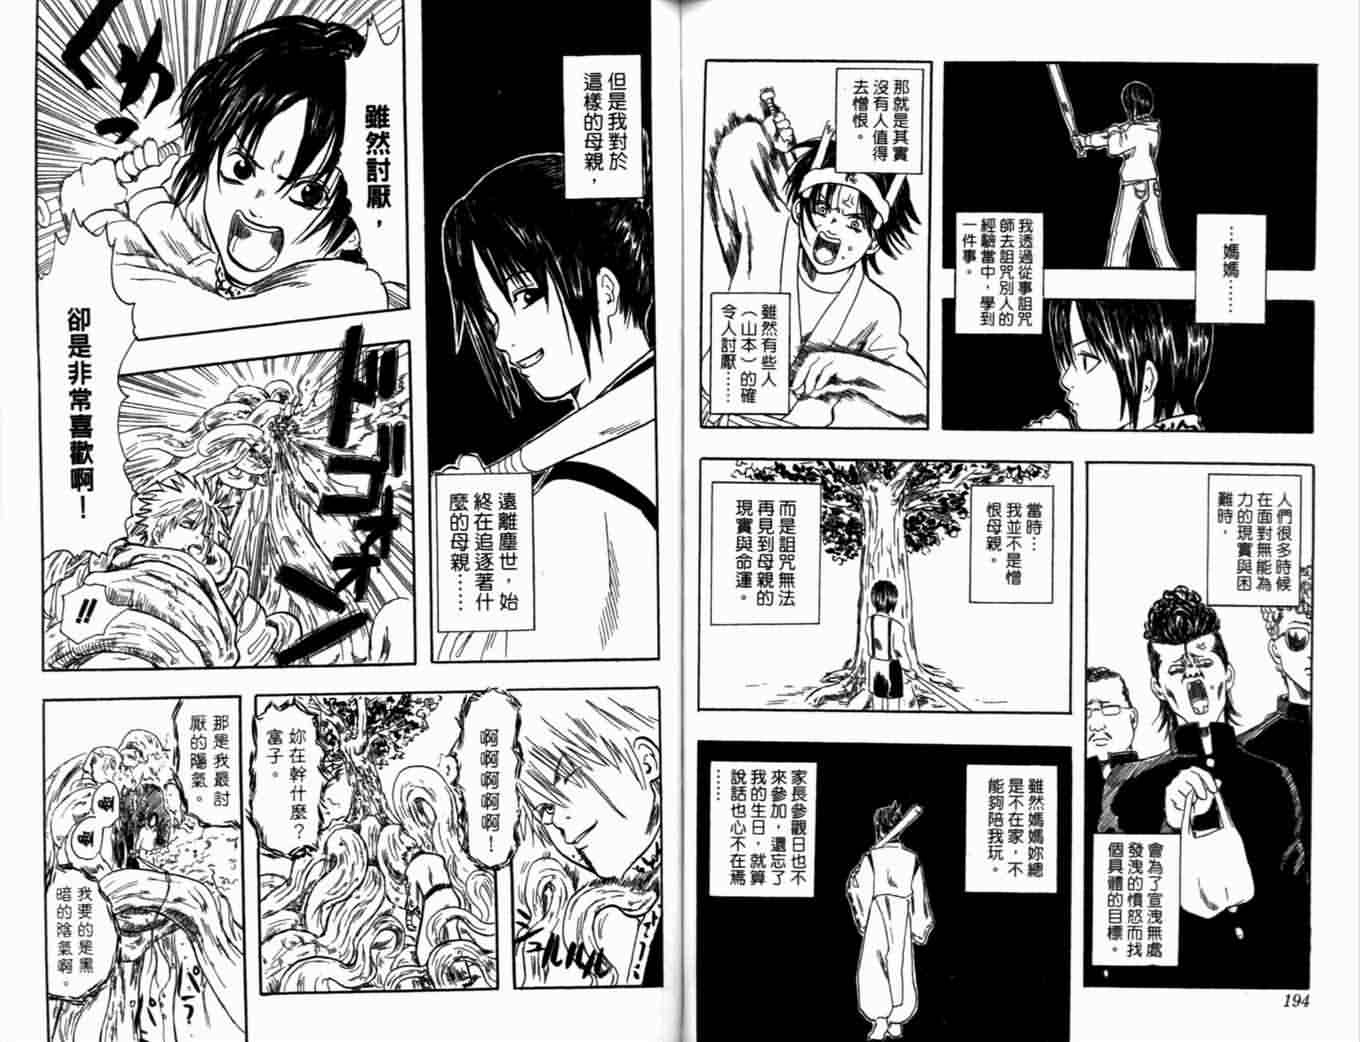 …媽媽……
我透過從事詛咒
師去詛咒別人的
經驗當中，學到
一件事。
那就是其實
沒有人值得
去憎恨。
雖然有些人
（山本）的確
令人討厭……
人們很多時候
在面對無能為
力的現實與困
難時，
會為了宣洩無處
發洩的憤怒而找
個具體的目標。
當時…
我並不是憎
恨母親。
而是詛咒無法
再見到母親的
現實與命運。
雖然媽媽妳總
是不在家，不
能夠陪我玩。
家長參觀日也不
來參加，還忘了
我的生日，就算
說話也心不在焉
……
194
但是我對於
這樣的母親，
遠離塵世，始
終在追逐著什
麼的母親……
雖然討厭，
卻是非常喜歡啊！
ドゴオオー
!!
啊啊啊啊啊！
妳在幹什麼？
富子。
那是我最討
厭的陽氣。
我要的是黑
暗的陰氣啊。